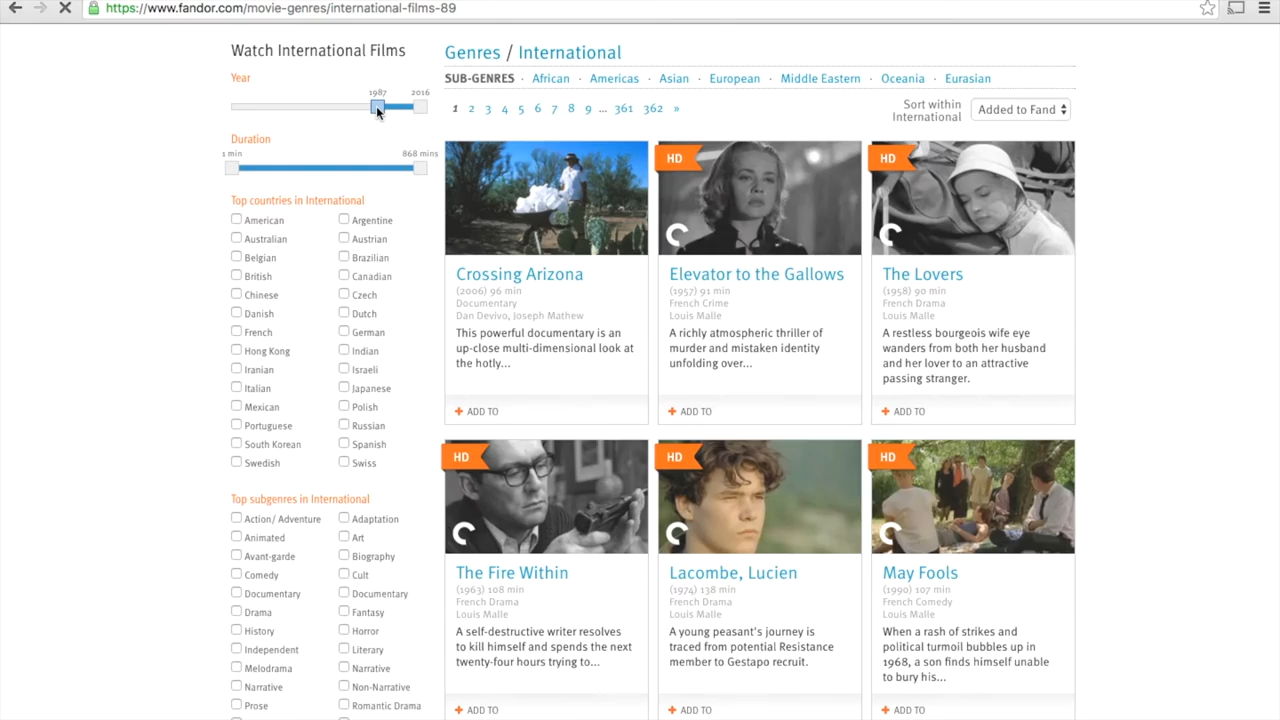 https://www.fandor.com/movie-genres/international-films-89
Watch International Films
Year
1987 2016
Duration
1 min 868 mins
Top countries in International
American Argentine
Australian Austrian
Belgian Brazilian
British Canadian
Chinese Czech
Danish Dutch
French German
Hong Kong Indian
Iranian Israeli
Italian Japanese
Mexican Polish
Portuguese Russian
South Korean Spanish
Swedish Swiss
Top subgenres in International
Action/ Adventure Adaptation
Animated Art
Avant-garde Biography
Comedy Cult
Documentary Documentary
Drama Fantasy
History Horror
Independent Literary
Melodrama Narrative
Narrative Non-Narrative
Prose Romantic Drama
Genres / International
SUB-GENRES · African · Americas · Asian · European · Middle Eastern · Oceania · Eurasian
1 2 3 4 5 6 7 8 9 ... 361 362 »
Sort within
International
Added to Fand
Crossing Arizona
(2006) 96 min
Documentary
Dan Devivo, Joseph Mathew
This powerful documentary is an
up-close multi-dimensional look at
the hotly...
+ ADD TO
HD
Elevator to the Gallows
(1957) 91 min
French Crime
Louis Malle
A richly atmospheric thriller of
murder and mistaken identity
unfolding over...
+ ADD TO
HD
The Lovers
(1958) 90 min
French Drama
Louis Malle
A restless bourgeois wife eye
wanders from both her husband
and her lover to an attractive
passing stranger.
+ ADD TO
HD
The Fire Within
(1963) 108 min
French Drama
Louis Malle
A self-destructive writer resolves
to kill himself and spends the next
twenty-four hours trying to...
+ ADD TO
HD
Lacombe, Lucien
(1974) 138 min
French Drama
Louis Malle
A young peasant's journey is
traced from potential Resistance
member to Gestapo recruit.
+ ADD TO
HD
May Fools
(1990) 107 min
French Comedy
Louis Malle
When a rash of strikes and
political turmoil bubbles up in
1968, a son finds himself unable
to bury his...
+ ADD TO